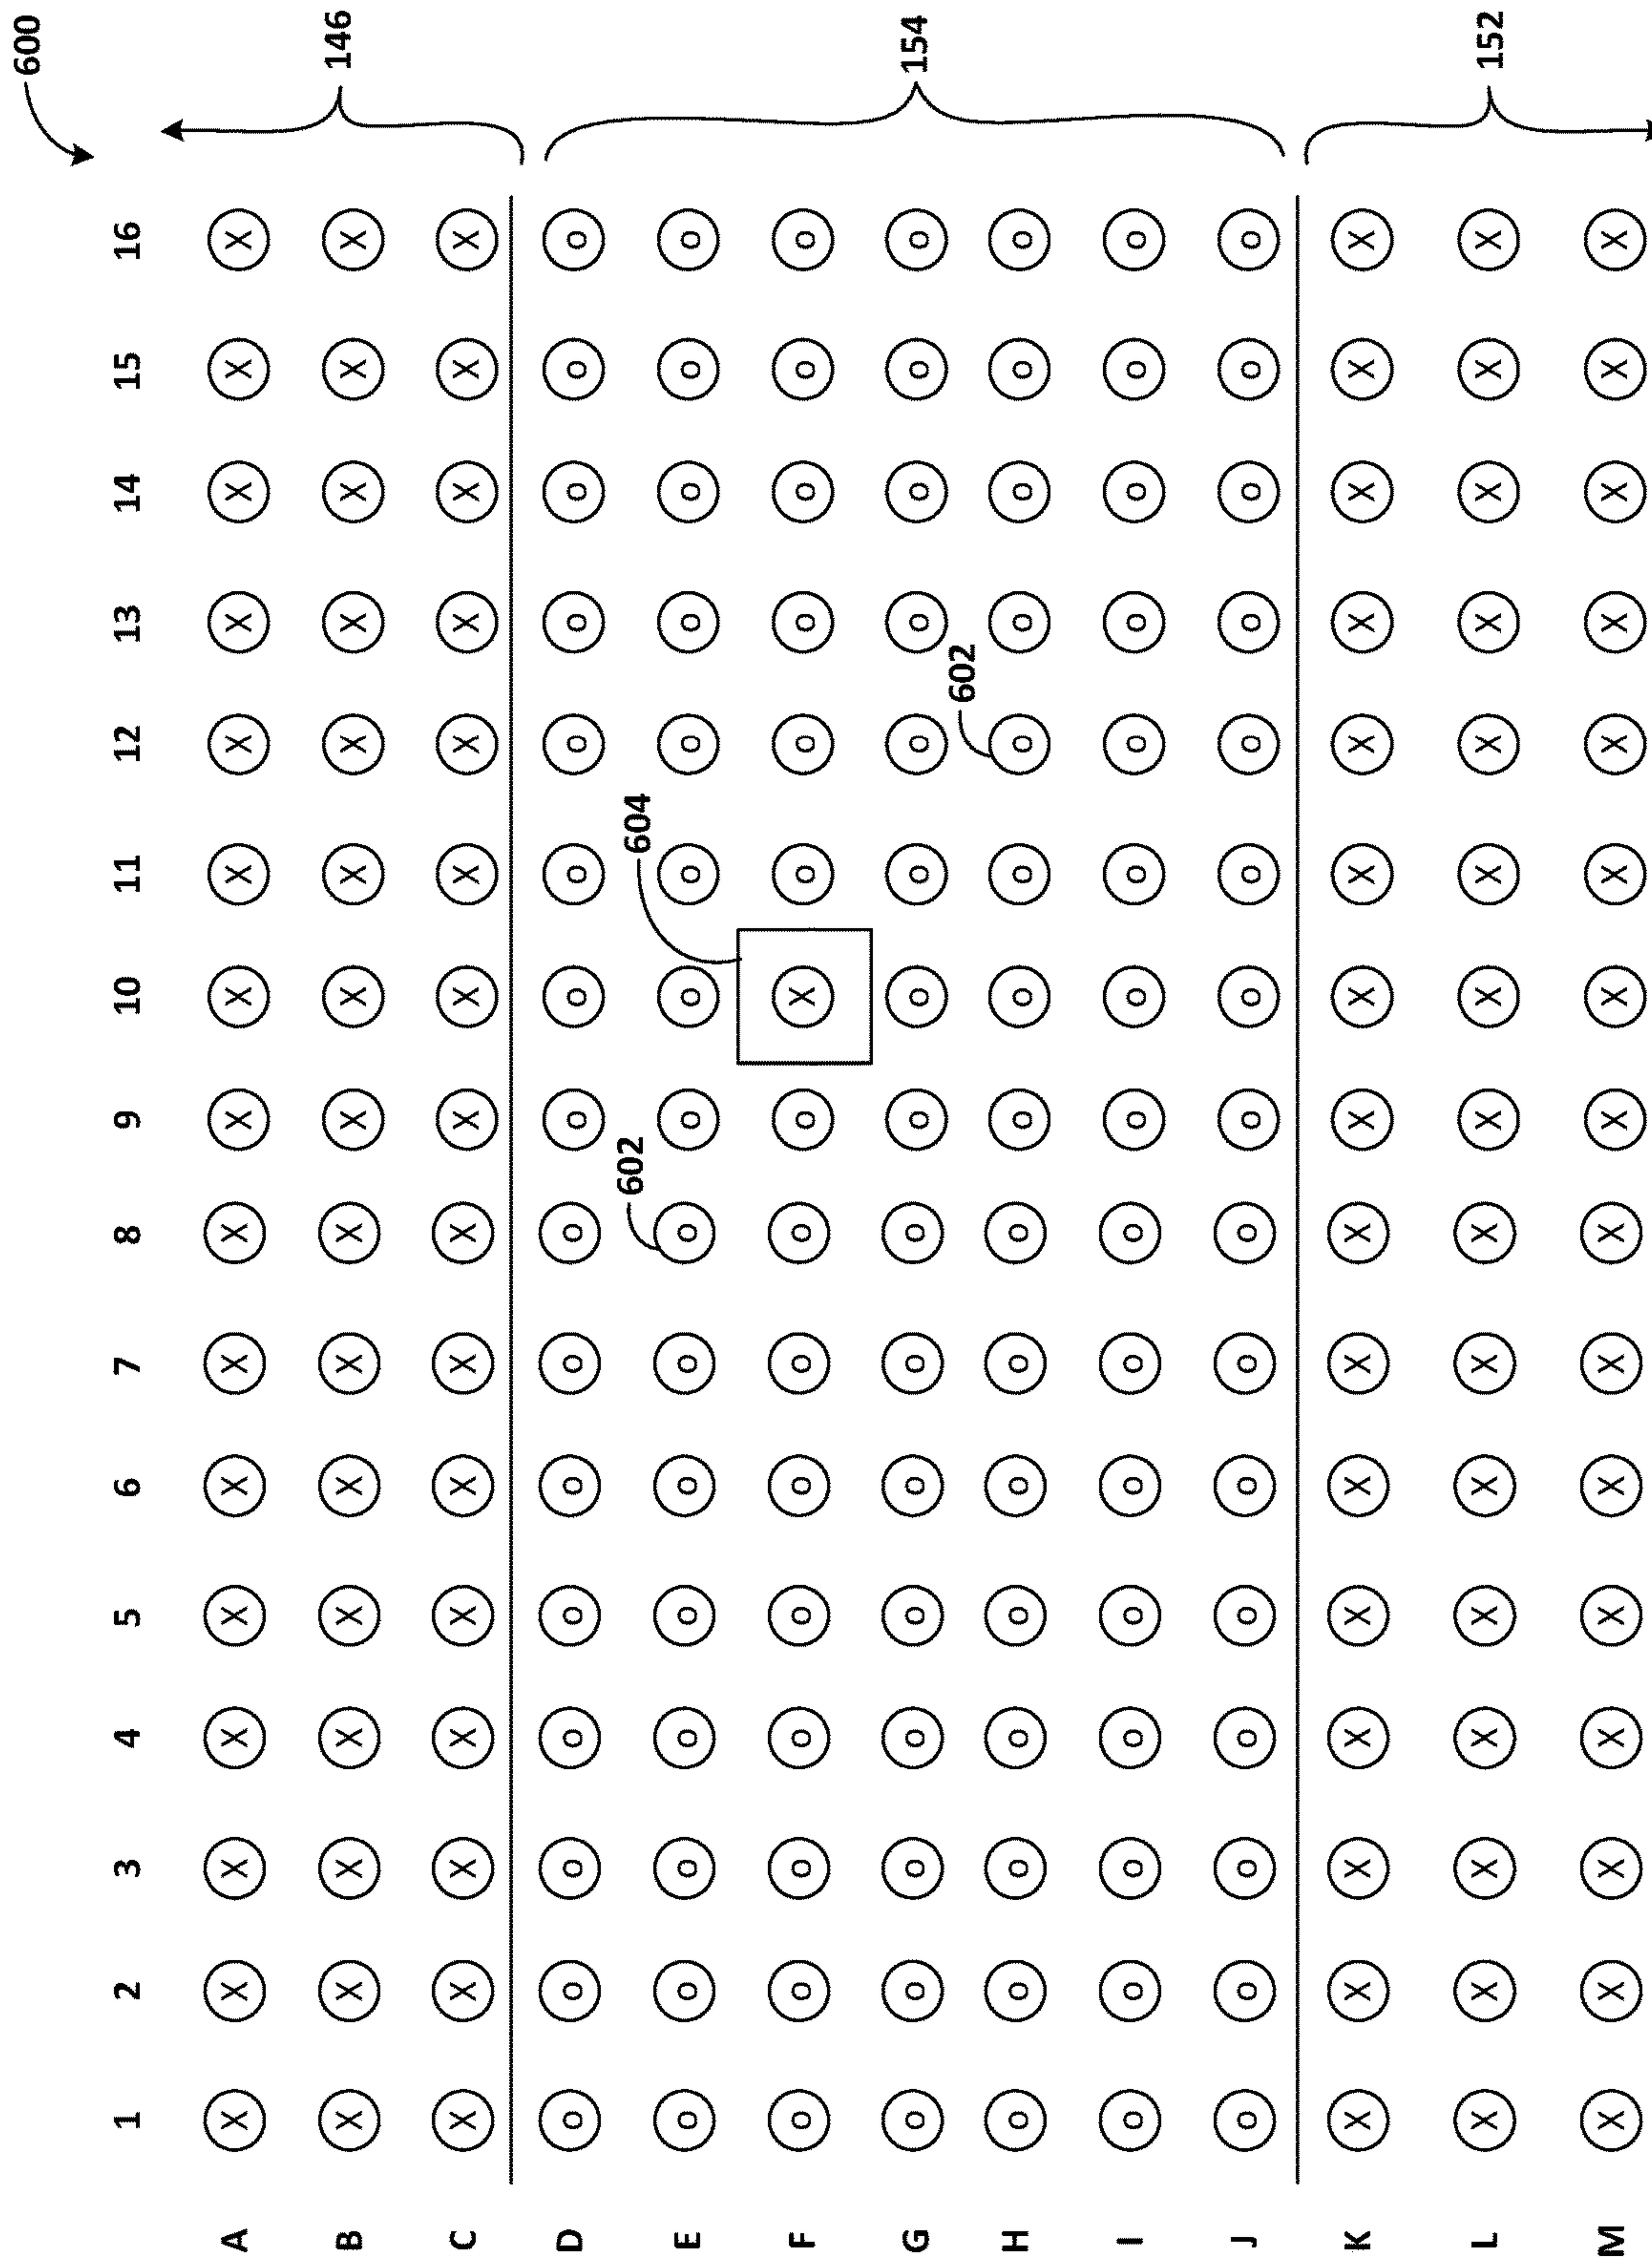 600
1 2 3 4 5 6 7 8 9 10 11 12 13 14 15 16
A X X X X X X X X X X X X X X X X
B X X X X X X X X X X X X X X X X 146
C X X X X X X X X X X X X X X X X
D O O O O O O O O O O O O O O O O
602 604
E O O O O O O O O O O O O O O O O
F O O O O O O O O O X O O O O O O
G O O O O O O O O O O O O O O O O 154
602
H O O O O O O O O O O O O O O O O
I O O O O O O O O O O O O O O O O
J O O O O O O O O O O O O O O O O
K X X X X X X X X X X X X X X X X
L X X X X X X X X X X X X X X X X 152
M X X X X X X X X X X X X X X X X